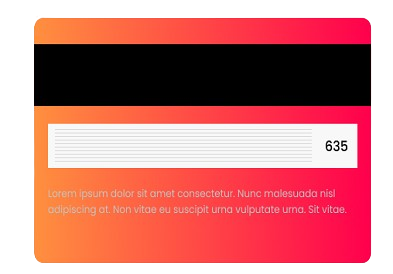 635
Lorem ipsum dolor sit amet consectetur. Nunc malesuada nisl
adipiscing at. Non vitae eu suscipit urna vulputate urna. Sit vitae.